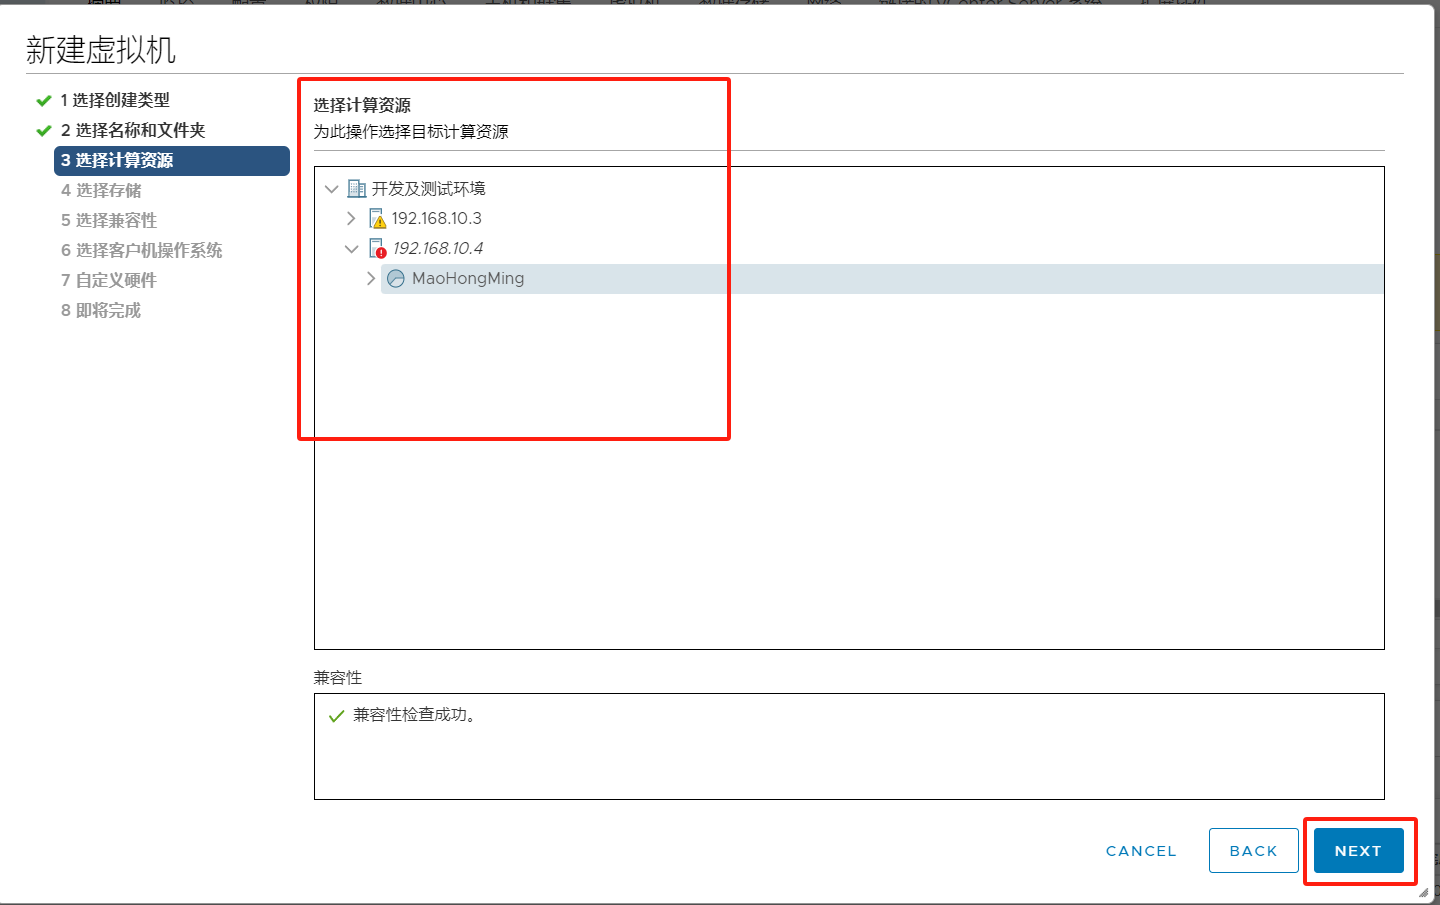 新建虚拟机
1 选择创建类型
2 选择名称和文件夹
3 选择计算资源
4 选择存储
5 选择兼容性
6 选择客户机操作系统
7 自定义硬件
8 即将完成
选择计算资源
为此操作选择目标计算资源
开发及测试环境
192.168.10.3
192.168.10.4
MaoHongMing
兼容性
兼容性检查成功。
CANCEL
BACK
NEXT